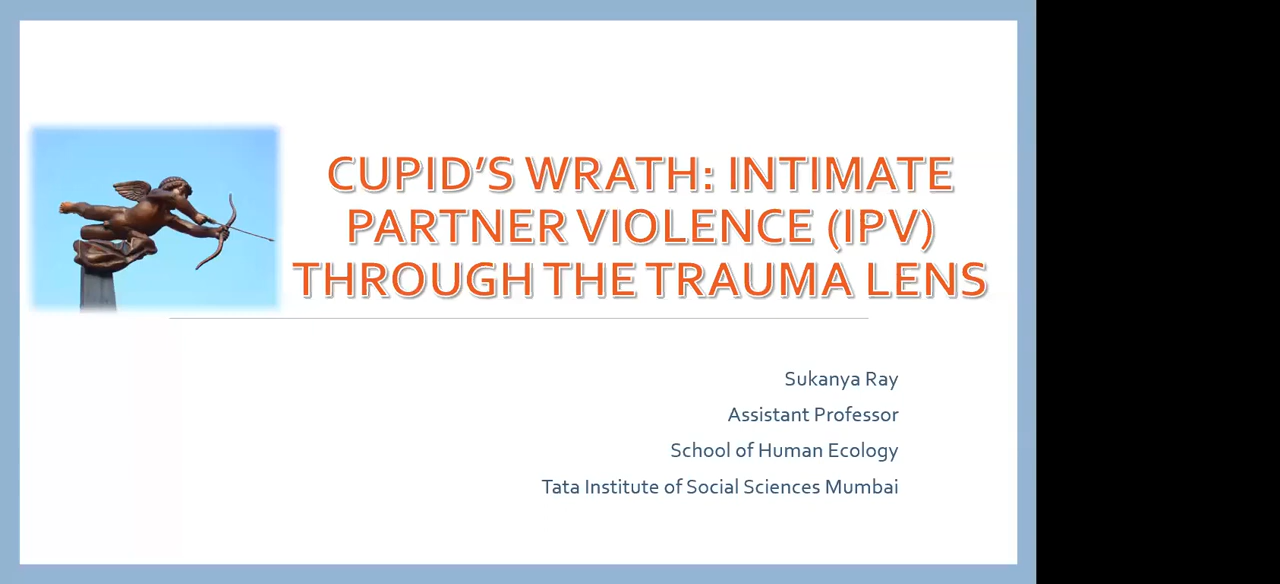 CUPID’S WRATH: INTIMATE
PARTNER VIOLENCE (IPV)
THROUGH THE TRAUMA LENS
Sukanya Ray
Assistant Professor
School of Human Ecology
Tata Institute of Social Sciences Mumbai